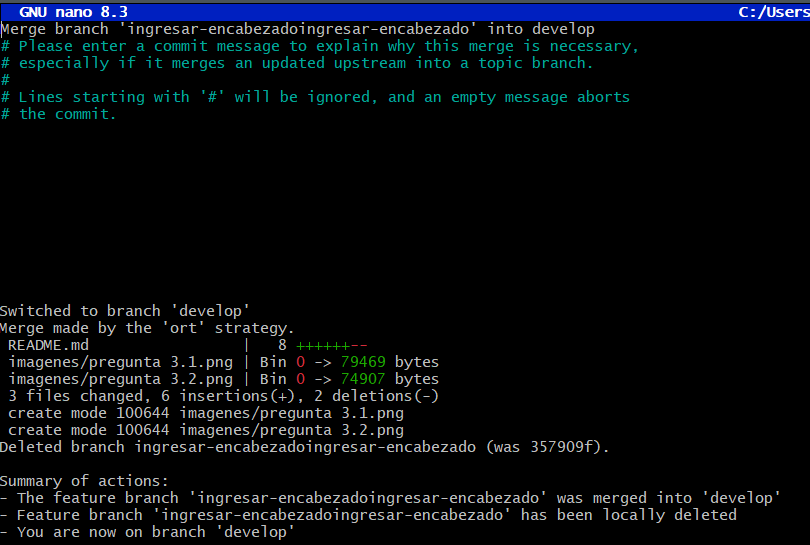 GNU nano 8.3 C:/Users
Merge branch 'ingresar-encabezadoingresar-encabezado' into develop
# Please enter a commit message to explain why this merge is necessary,
# especially if it merges an updated upstream into a topic branch.
#
# Lines starting with '#' will be ignored, and an empty message aborts
# the commit.
Switched to branch 'develop'
Merge made by the 'ort' strategy.
README.md | 8 ++++++--
imagenes/pregunta 3.1.png | Bin 0 -> 79469 bytes
imagenes/pregunta 3.2.png | Bin 0 -> 74907 bytes
3 files changed, 6 insertions(+), 2 deletions(-)
create mode 100644 imagenes/pregunta 3.1.png
create mode 100644 imagenes/pregunta 3.2.png
Deleted branch ingresar-encabezadoingresar-encabezado (was 357909f).
Summary of actions:
- The feature branch 'ingresar-encabezadoingresar-encabezado' was merged into 'develop'
- Feature branch 'ingresar-encabezadoingresar-encabezado' has been locally deleted
- You are now on branch 'develop'